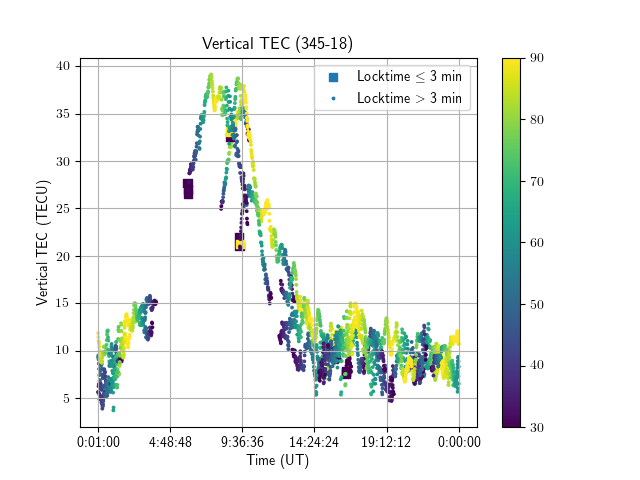 Vertical TEC (345-18)
Locktime ≤ 3 min
Locktime > 3 min
Vertical TEC (TECU)
40
35
30
25
20
15
10
5
0:01:00 4:48:48 9:36:36 14:24:24 19:12:12 0:00:00
Time (UT)
90
80
70
60
50
40
30